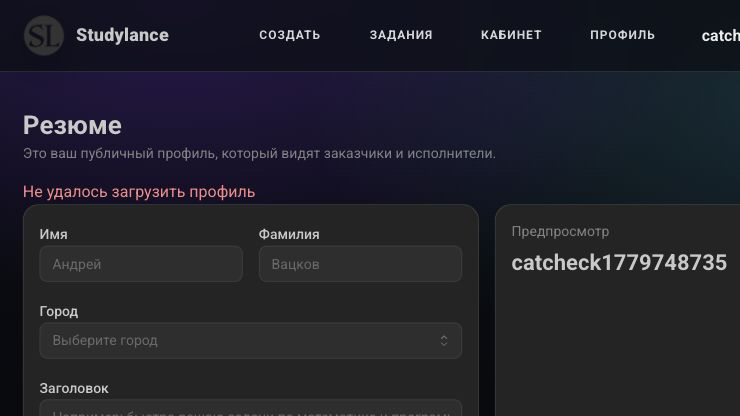 SL Studylance СОЗДАТЬ ЗАДАНИЯ КАБИНЕТ ПРОФИЛЬ catch
Резюме
Это ваш публичный профиль, который видят заказчики и исполнители.
Не удалось загрузить профиль
Имя Фамилия
Андрей Вацков
Город
Выберите город
Заголовок
Предпросмотр
catcheck1779748735